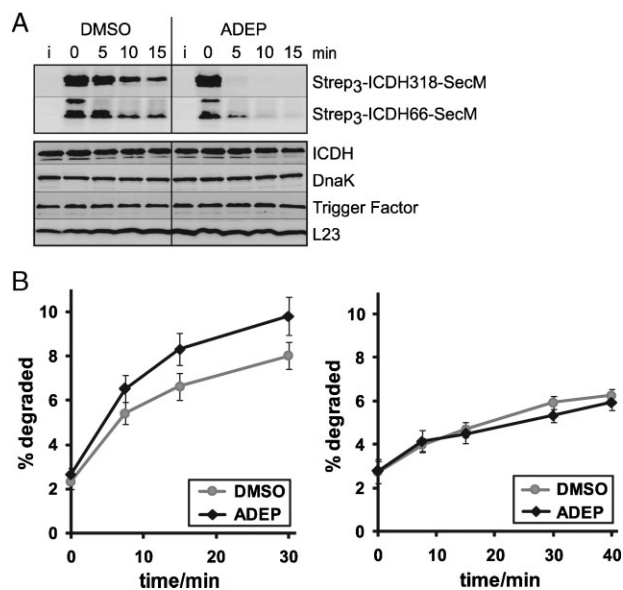 A
DMSO ADEP
i 0 5 10 15 i 0 5 10 15 min
Strep3-ICDH318-SecM
Strep3-ICDH66-SecM
ICDH
DnaK
Trigger Factor
L23
B
% degraded
10
8
6
4
2
0
DMSO
ADEP
0 10 20 30
time/min
% degraded
10
8
6
4
2
0
DMSO
ADEP
0 10 20 30 40
time/min